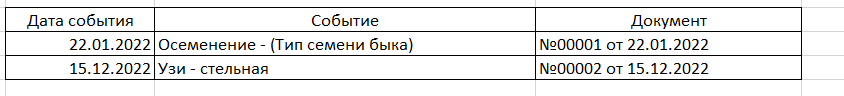 Дата события Событие Документ
22.01.2022 Осеменение - (Тип семени быка) №00001 от 22.01.2022
15.12.2022 Узи - стельная №00002 от 15.12.2022